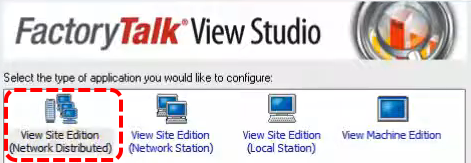 FactoryTalk® View Studio
Select the type of application you would like to configure:
View Site Edition
(Network Distributed)
View Site Edition
(Network Station)
View Site Edition
(Local Station)
View Machine Edition